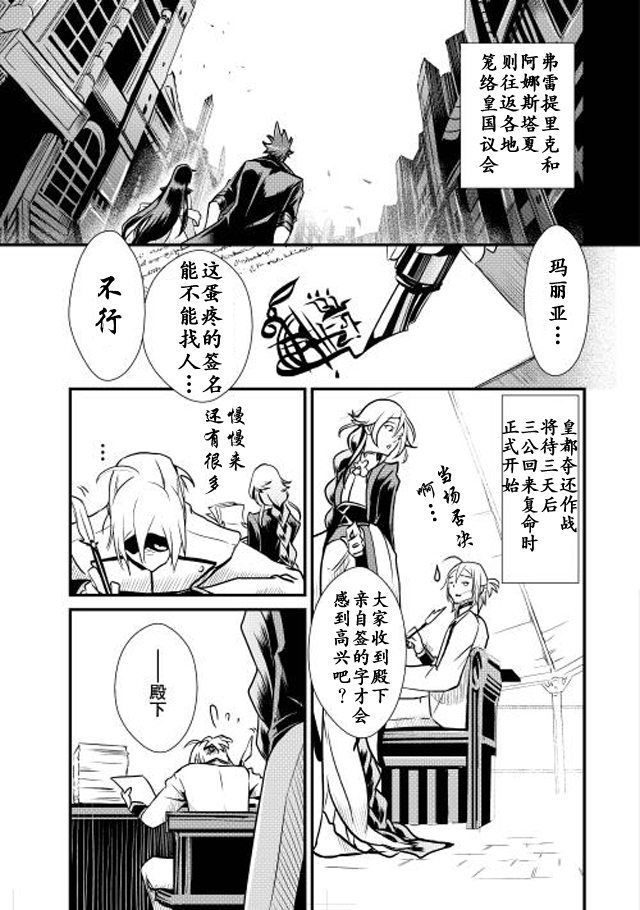 弗雷提里克和
阿娜斯塔夏
则往返各地
笼络皇国议会
玛丽亚…
这蛋疼的签名
能不能找人…
不行
皇都夺还作战
将待三天后
三公回来复命时
正式开始
当场否决
啊…
大家收到殿下
亲自签的字才会
感到高兴吧？
慢慢来
还有很多
…
——殿下